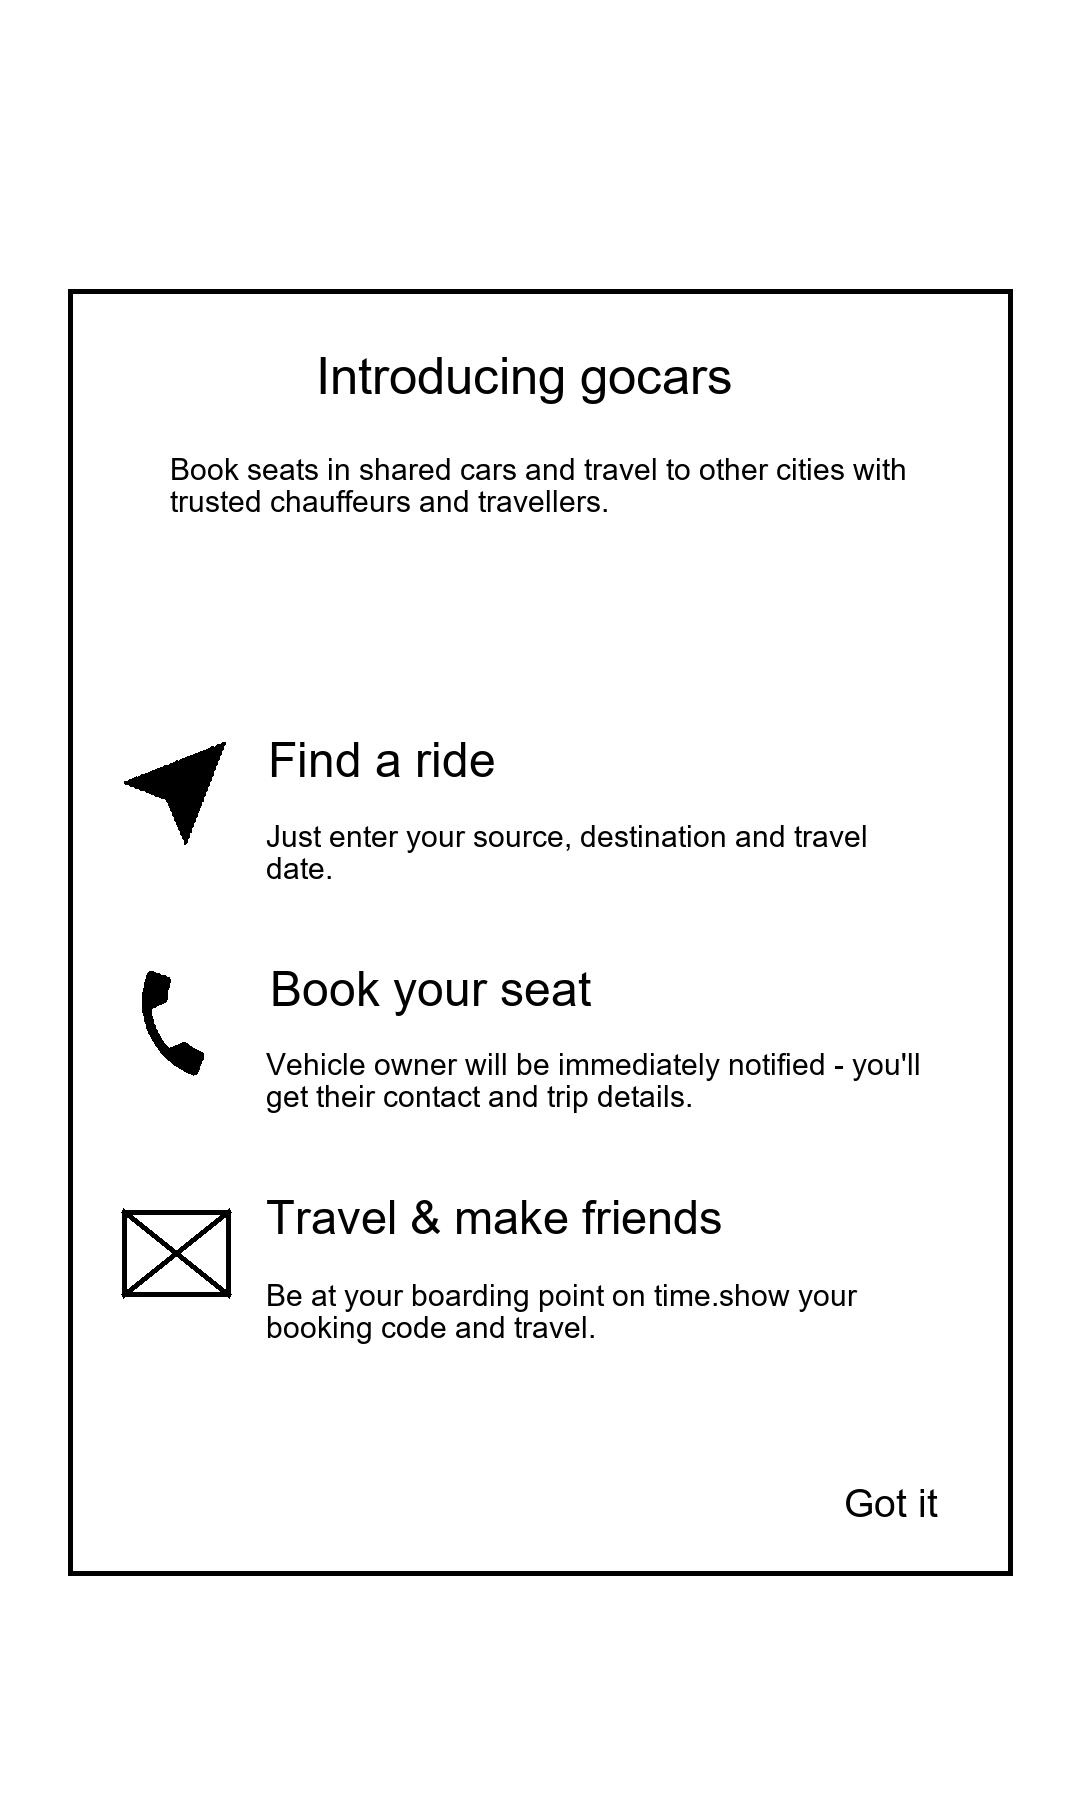 Introducing gocars
Book seats in shared cars and travel to other cities with
trusted chauffeurs and travellers.
Find a ride
Just enter your source, destination and travel
date.
Book your seat
Vehicle owner will be immediately notified - you'll
get their contact and trip details.
Travel & make friends
Be at your boarding point on time.show your
booking code and travel.
Got it